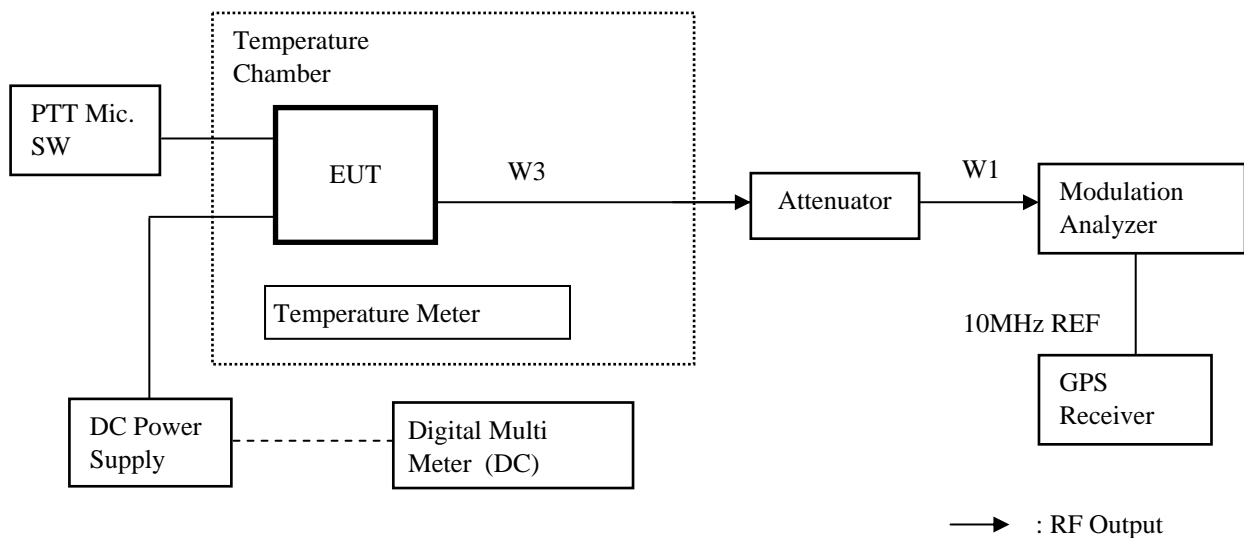 Temperature
Chamber
PTT Mic.
SW
EUT
W3
Attenuator
W1
Modulation
Analyzer
Temperature Meter
10MHz REF
GPS
Receiver
DC Power
Supply
Digital Multi
Meter (DC)
: RF Output